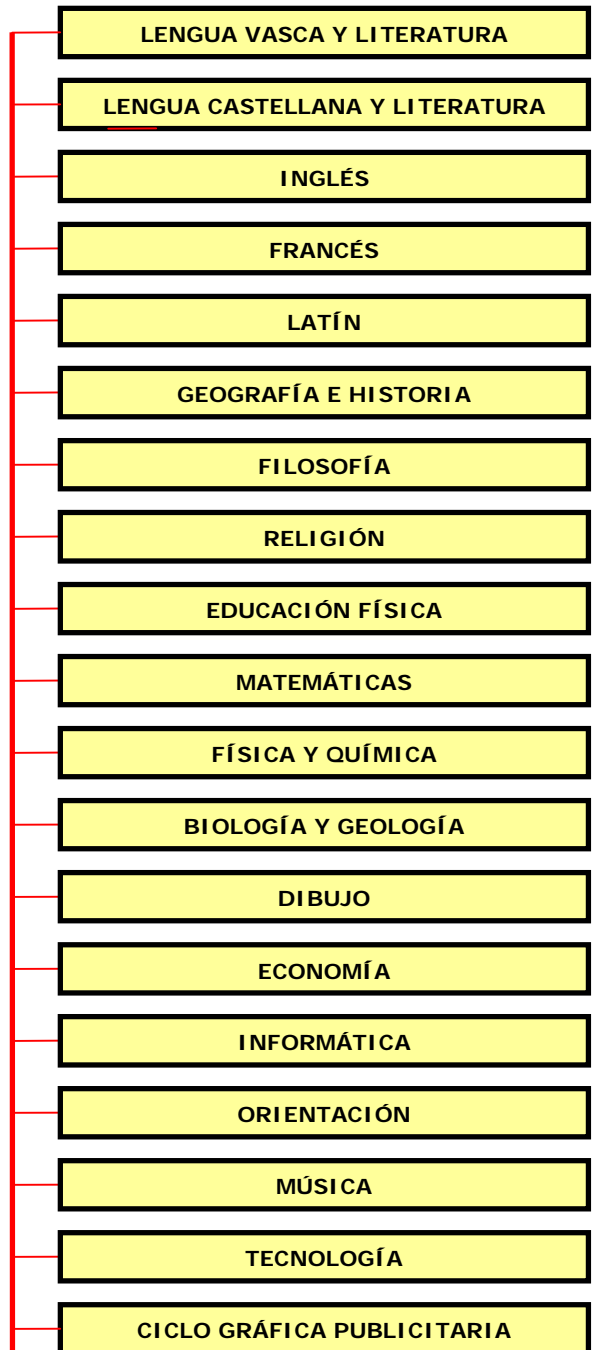 LENGUA VASCA Y LITERATURA
LENGUA CASTELLANA Y LITERATURA
INGLÉS
FRANCÉS
LATÍN
GEOGRAFÍA E HISTORIA
FILOSOFÍA
RELIGIÓN
EDUCACIÓN FÍSICA
MATEMÁTICAS
FÍSICA Y QUÍMICA
BIOLOGÍA Y GEOLOGÍA
DIBUJO
ECONOMÍA
INFORMÁTICA
ORIENTACIÓN
MÚSICA
TECNOLOGÍA
CICLO GRÁFICA PUBLICITARIA